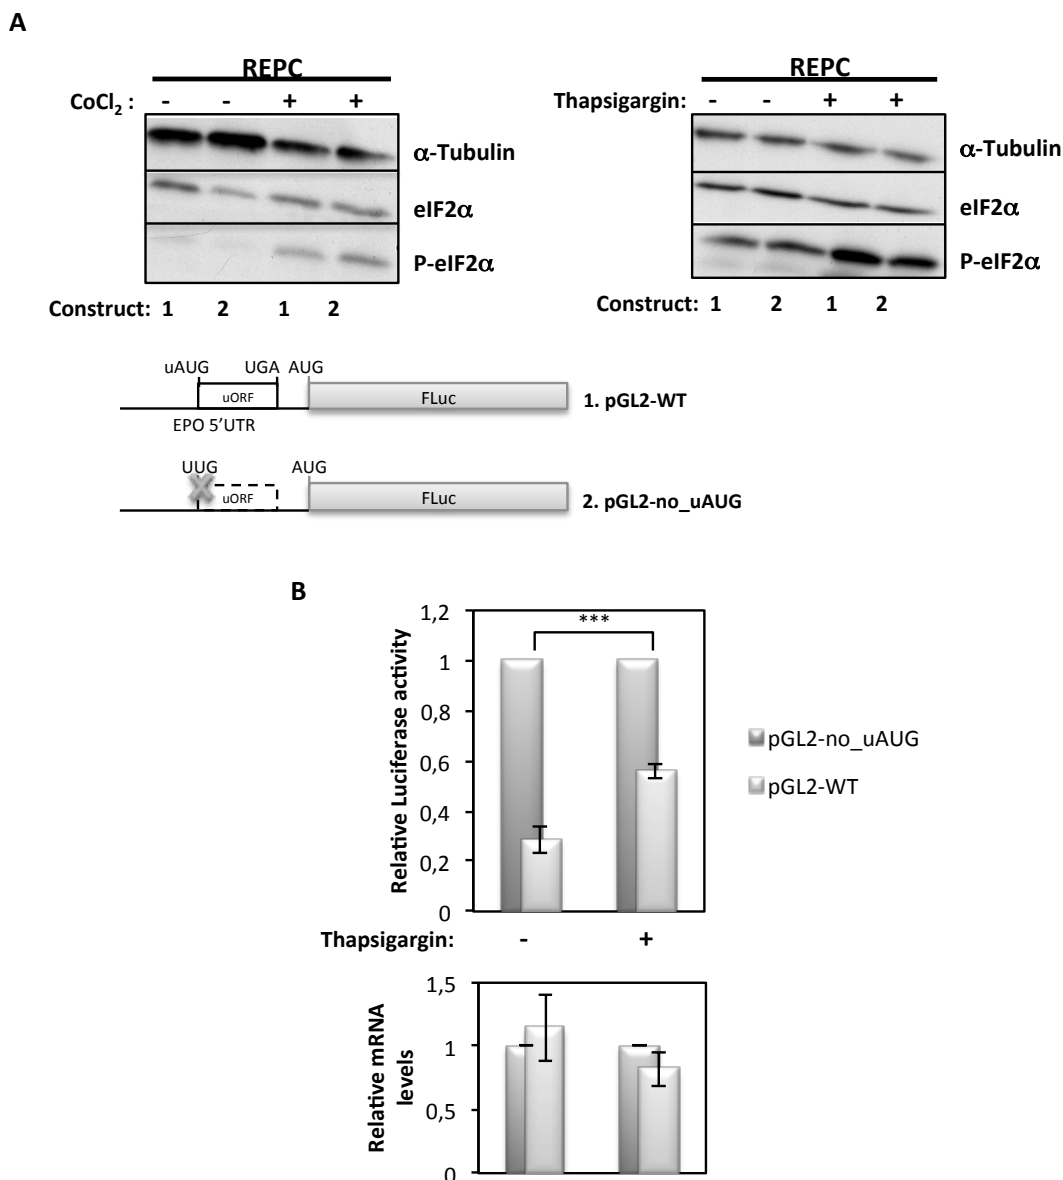 A
REPC
CoCl2 : - - + +
α-Tubulin
eIF2α
P-eIF2α
Construct: 1 2 1 2
REPC
Thapsigargin: - - + +
α-Tubulin
eIF2α
P-eIF2α
Construct: 1 2 1 2
uAUG UGA AUG
uORF FLuc 1. pGL2-WT
EPO 5'UTR
UUG AUG
uORF FLuc 2. pGL2-no_uAUG
B
Relative Luciferase activity
1,2
1
0,8
0,6
0,4
0,2
0
***
pGL2-no_uAUG
pGL2-WT
Thapsigargin: - +
Relative mRNA
levels
1,5
1
0,5
0